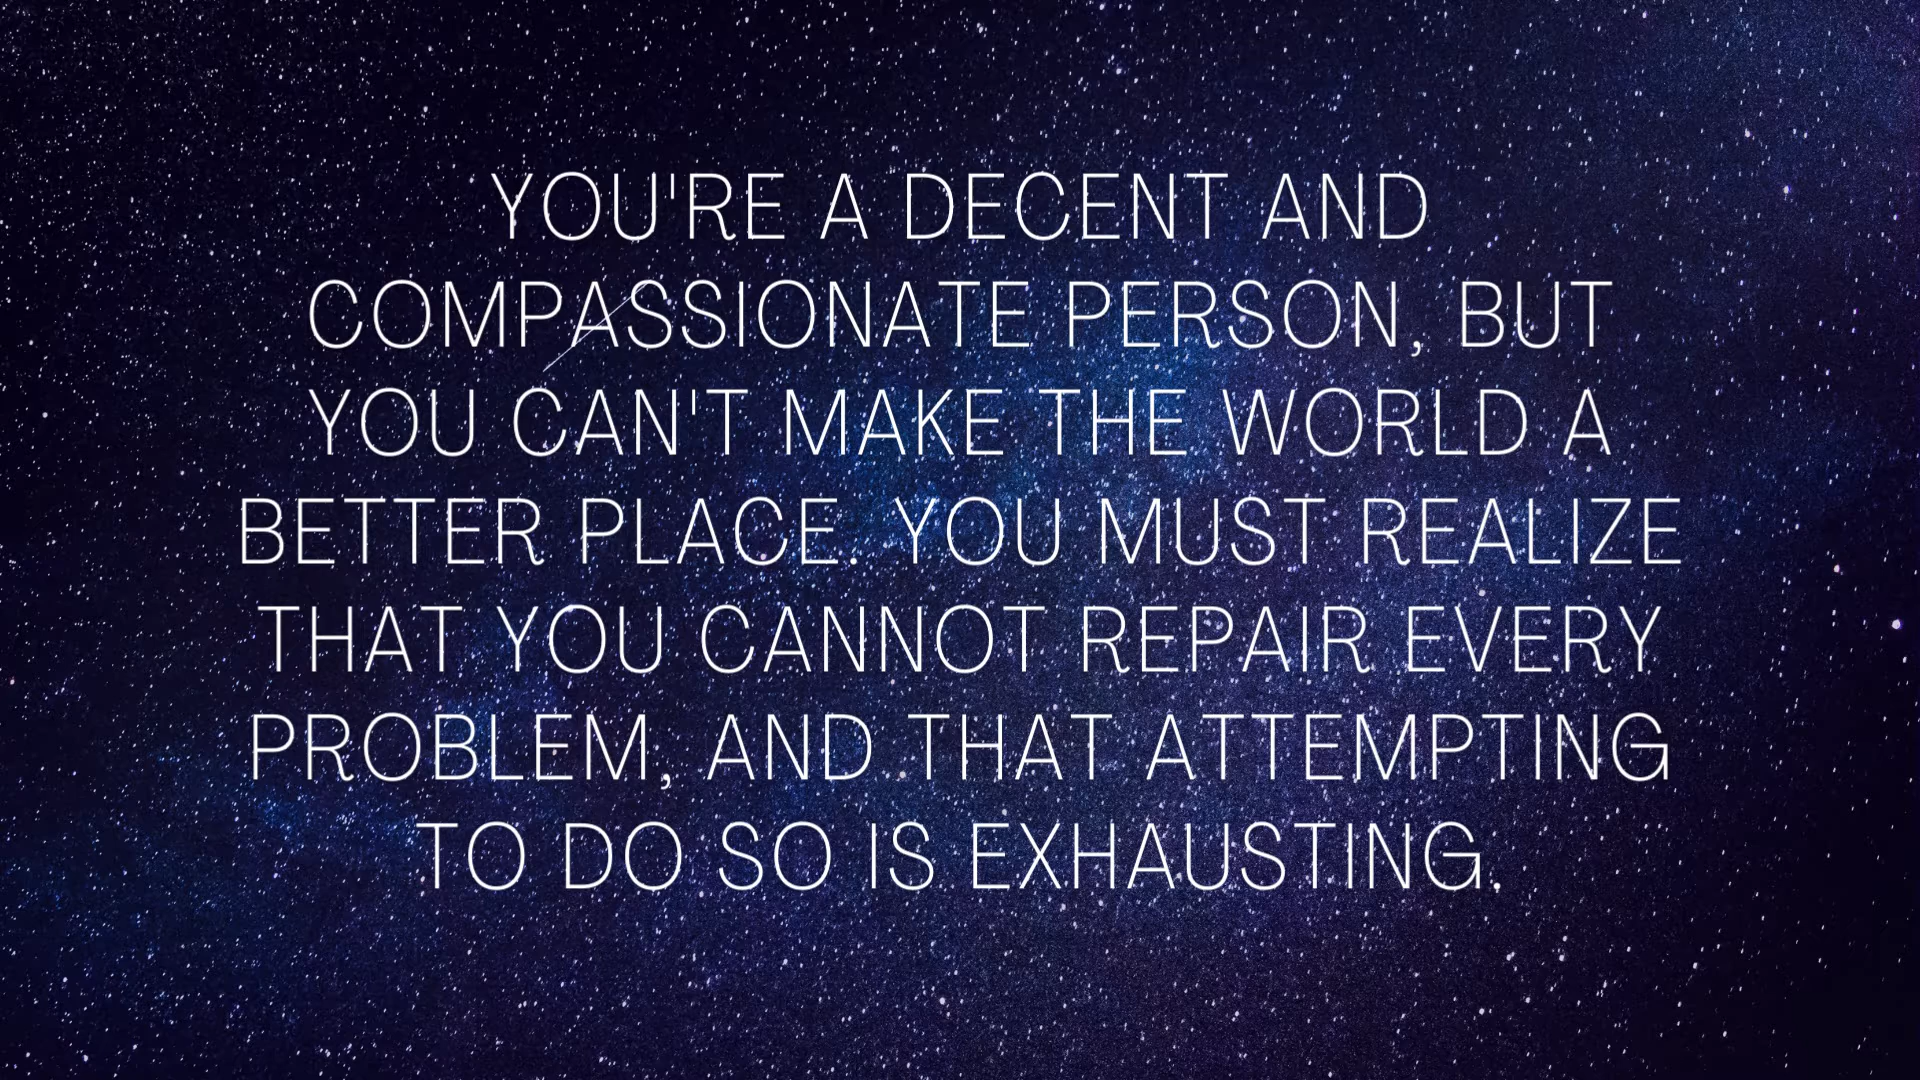 YOU'RE A DECENT AND
COMPASSIONATE PERSON, BUT
YOU CAN'T MAKE THE WORLD A
BETTER PLACE. YOU MUST REALIZE
THAT YOU CANNOT REPAIR EVERY
PROBLEM, AND THAT ATTEMPTING
TO DO SO IS EXHAUSTING.